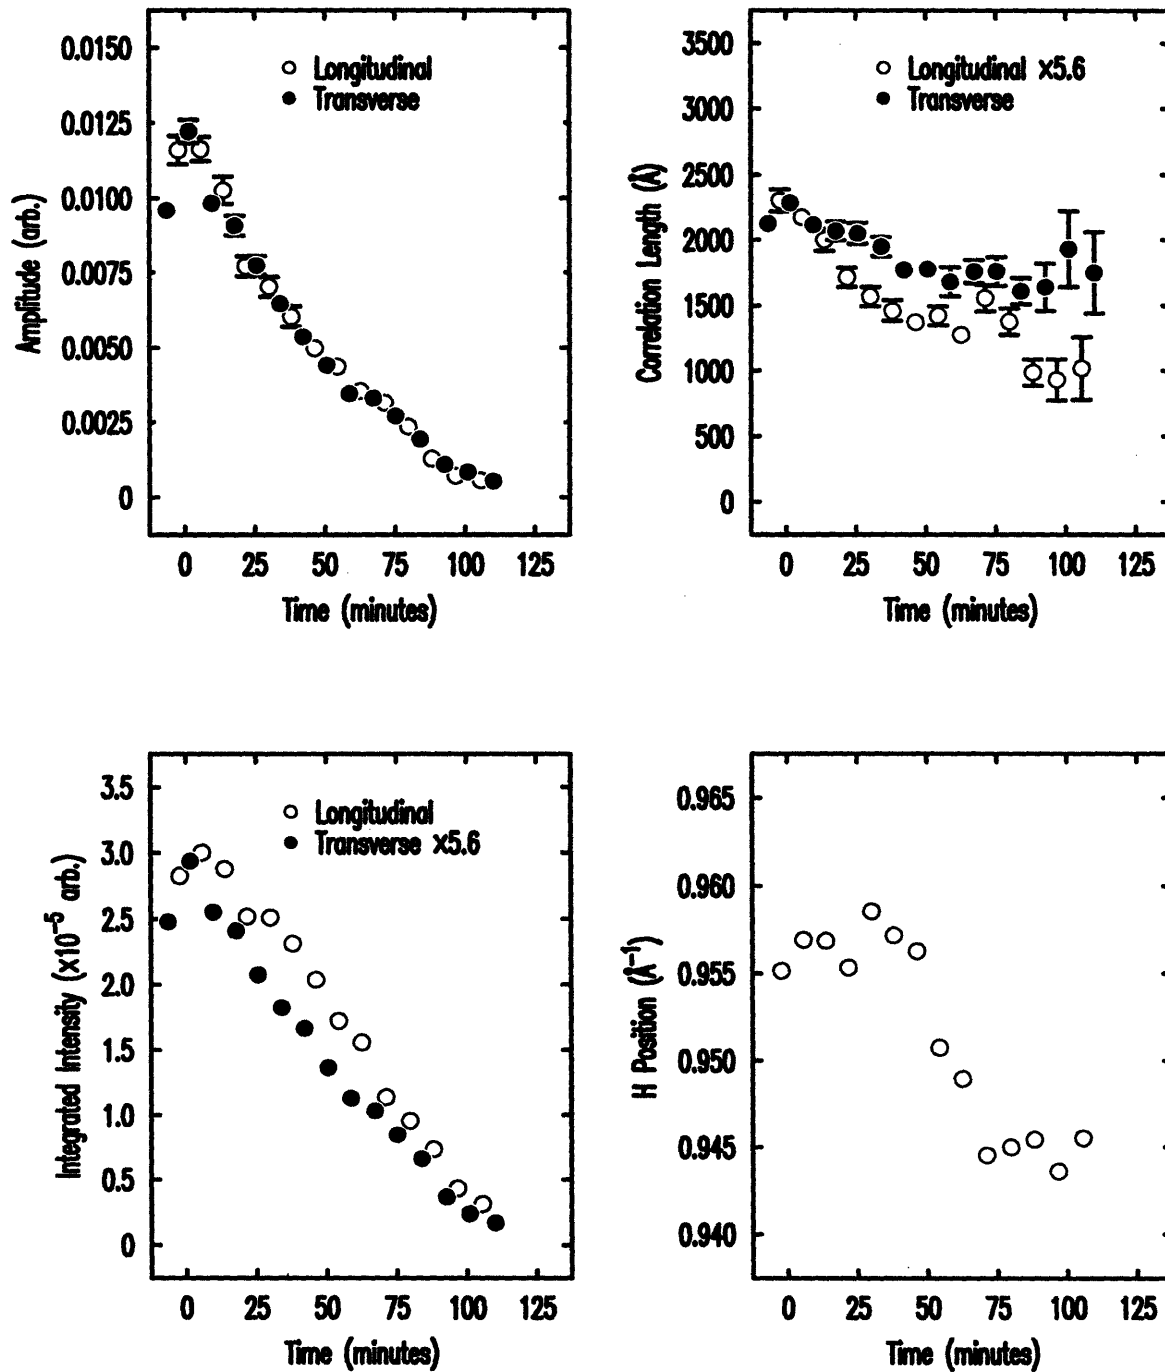 0.0150
0.0125
0.0100
0.0075
0.0050
0.0025
0
Amplitude (arb.)
Longitudinal
Transverse
0 25 50 75 100 125
Time (minutes)
3500
3000
2500
2000
1500
1000
500
0
Correlation Length (Å)
Longitudinal ×5.6
Transverse
0 25 50 75 100 125
Time (minutes)
3.5
3.0
2.5
2.0
1.5
1.0
0.5
0
Integrated Intensity (×10⁻⁵ arb.)
Longitudinal
Transverse ×5.6
0 25 50 75 100 125
Time (minutes)
0.965
0.960
0.955
0.950
0.945
0.940
H Position (Å⁻¹)
0 25 50 75 100 125
Time (minutes)